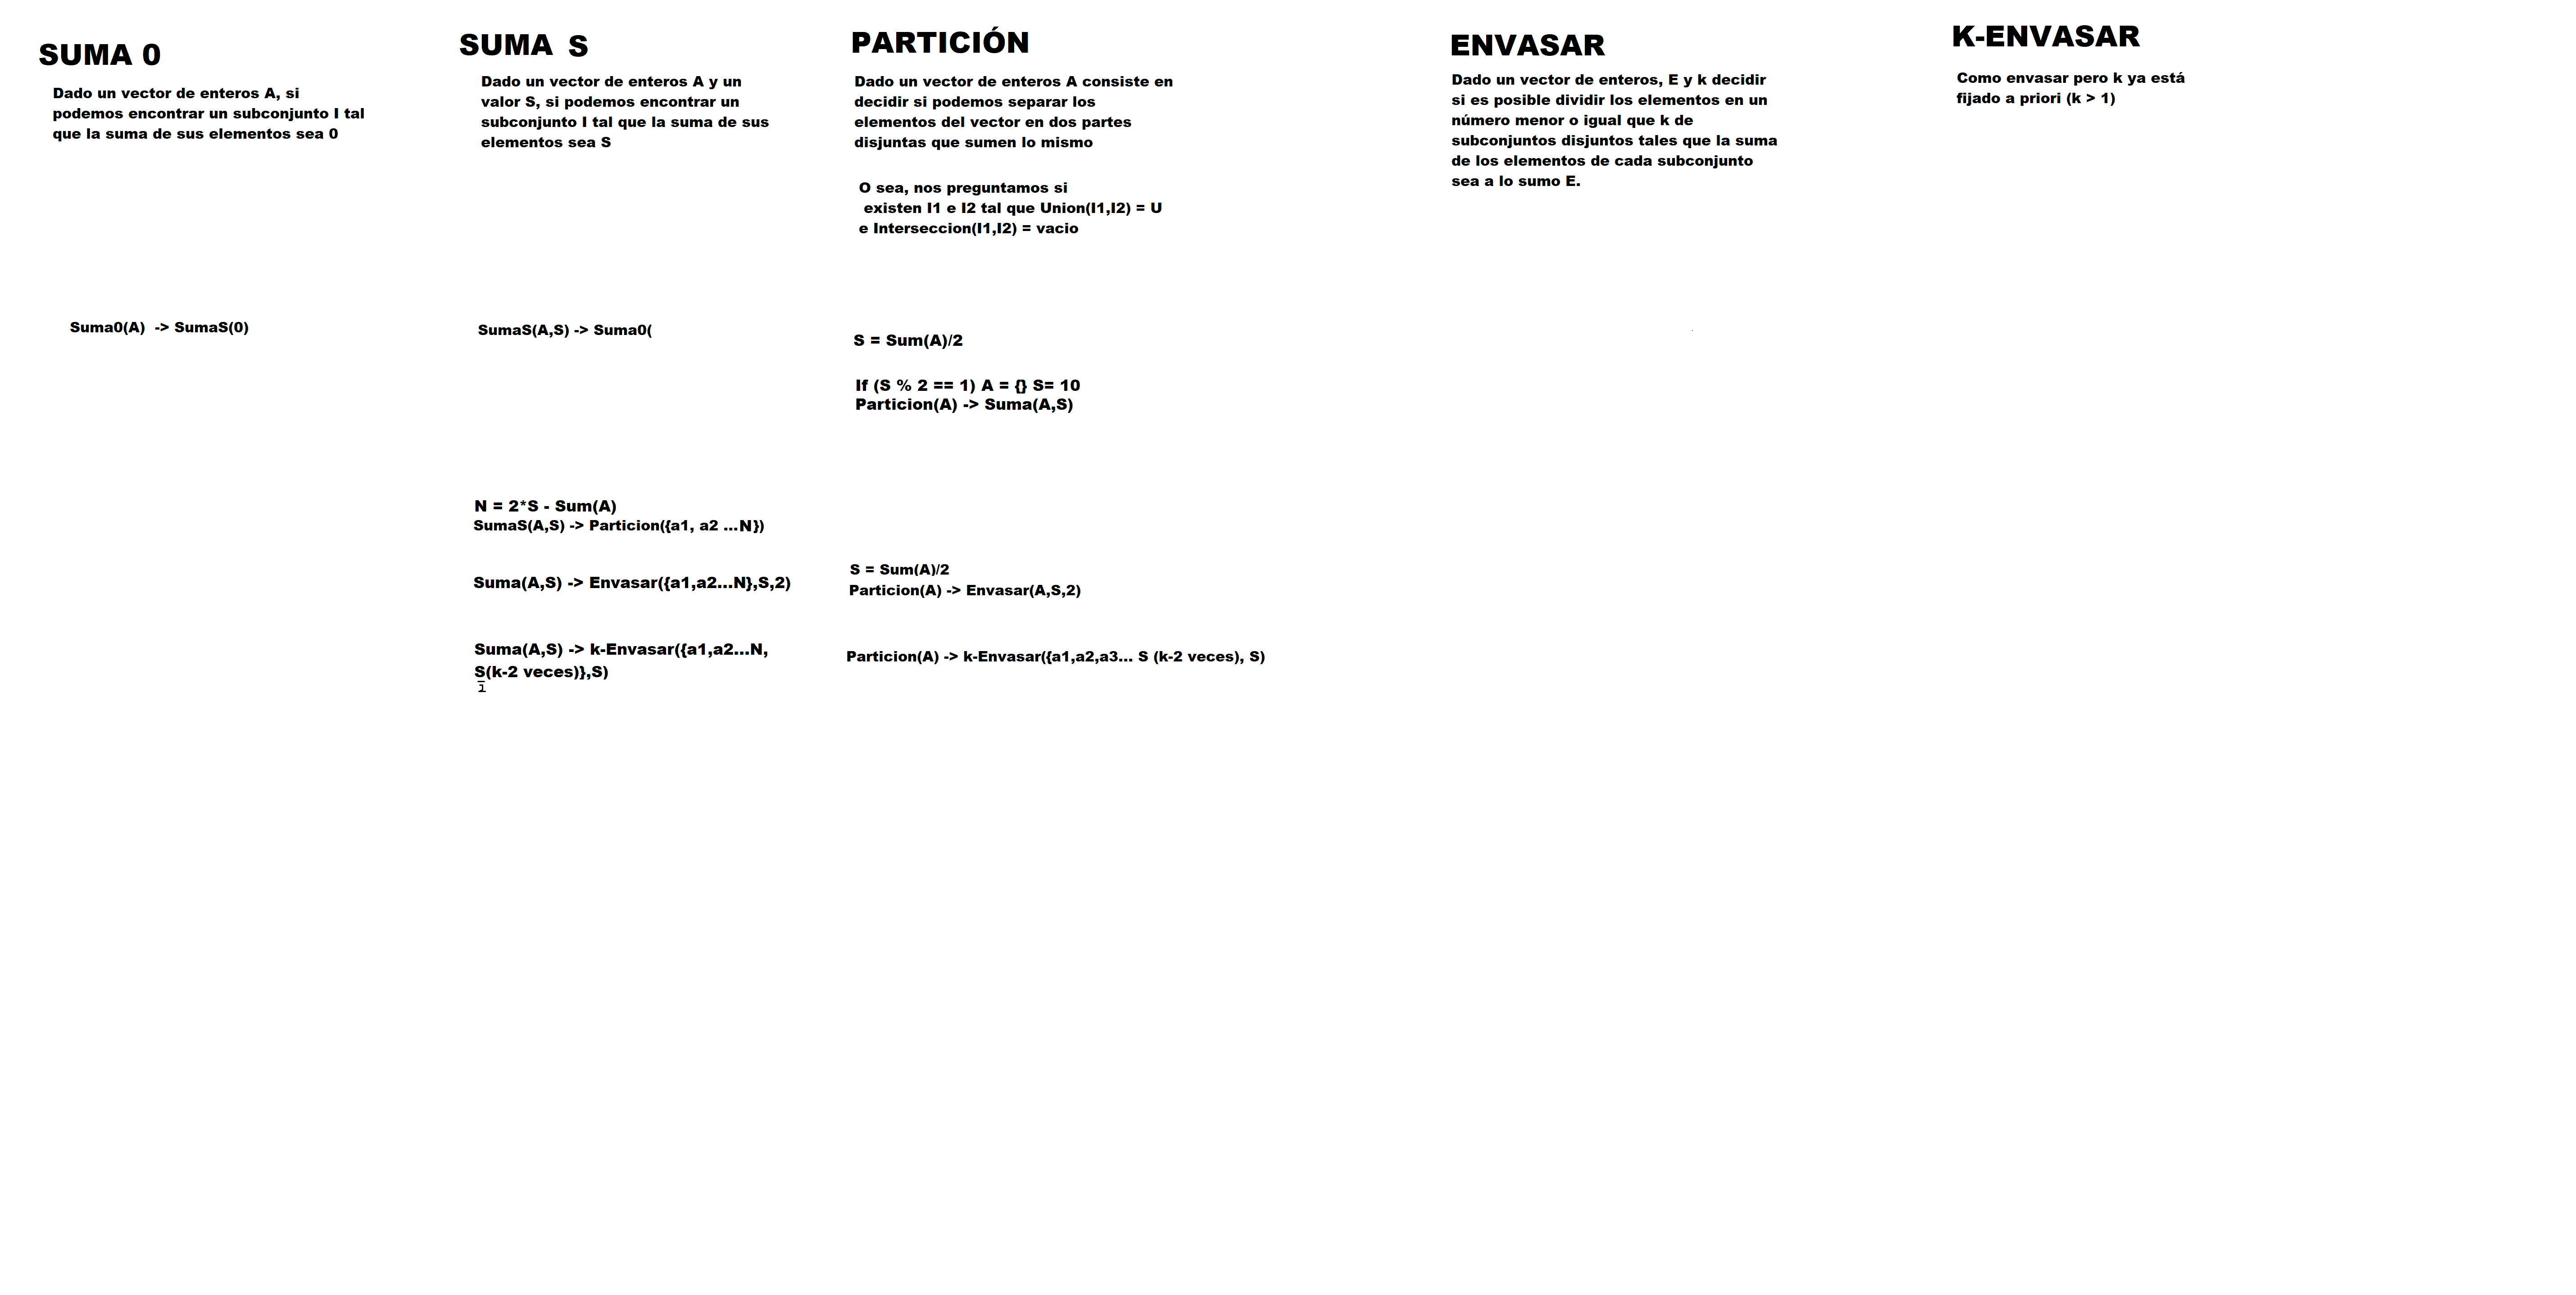 SUMA 0
Dado un vector de enteros A, si
podemos encontrar un subconjunto I tal
que la suma de sus elementos sea 0
Suma0(A)  -> SumaS(0)
SUMA S
Dado un vector de enteros A y un
valor S, si podemos encontrar un
subconjunto I tal que la suma de sus
elementos sea S
SumaS(A,S) -> Suma0(
N = 2*S - Sum(A)
SumaS(A,S) -> Particion({a1, a2 ...N})
Suma(A,S) -> Envasar({a1,a2...N},S,2)
Suma(A,S) -> k-Envasar({a1,a2...N,
S(k-2 veces)},S)
PARTICIÓN
Dado un vector de enteros A consiste en
decidir si podemos separar los
elementos del vector en dos partes
disjuntas que sumen lo mismo
O sea, nos preguntamos si
existen I1 e I2 tal que Union(I1,I2) = U
e Interseccion(I1,I2) = vacio
S = Sum(A)/2
If (S % 2 == 1) A = {} S= 10
Particion(A) -> Suma(A,S)
S = Sum(A)/2
Particion(A) -> Envasar(A,S,2)
Particion(A) -> k-Envasar({a1,a2,a3... S (k-2 veces), S)
ENVASAR
Dado un vector de enteros, E y k decidir
si es posible dividir los elementos en un
número menor o igual que k de
subconjuntos disjuntos tales que la suma
de los elementos de cada subconjunto
sea a lo sumo E.
K-ENVASAR
Como envasar pero k ya está
fijado a priori (k > 1)